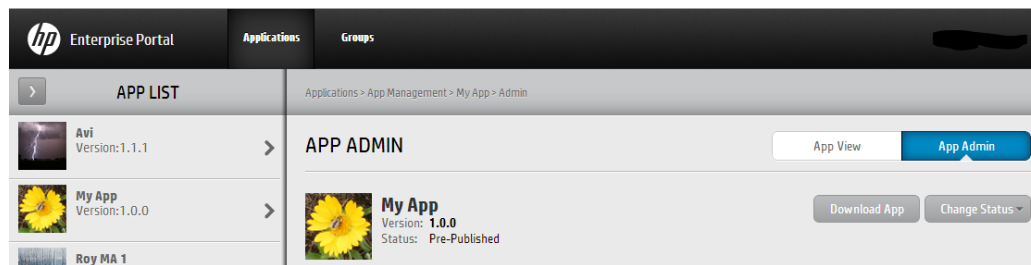 hp Enterprise Portal Applications Groups
APP LIST
Applications > App Management > My App > Admin
Avi
Version:1.1.1
My App
Version:1.0.0
Roy MA 1
APP ADMIN
App View App Admin
My App
Version: 1.0.0
Status: Pre-Published
Download App Change Status